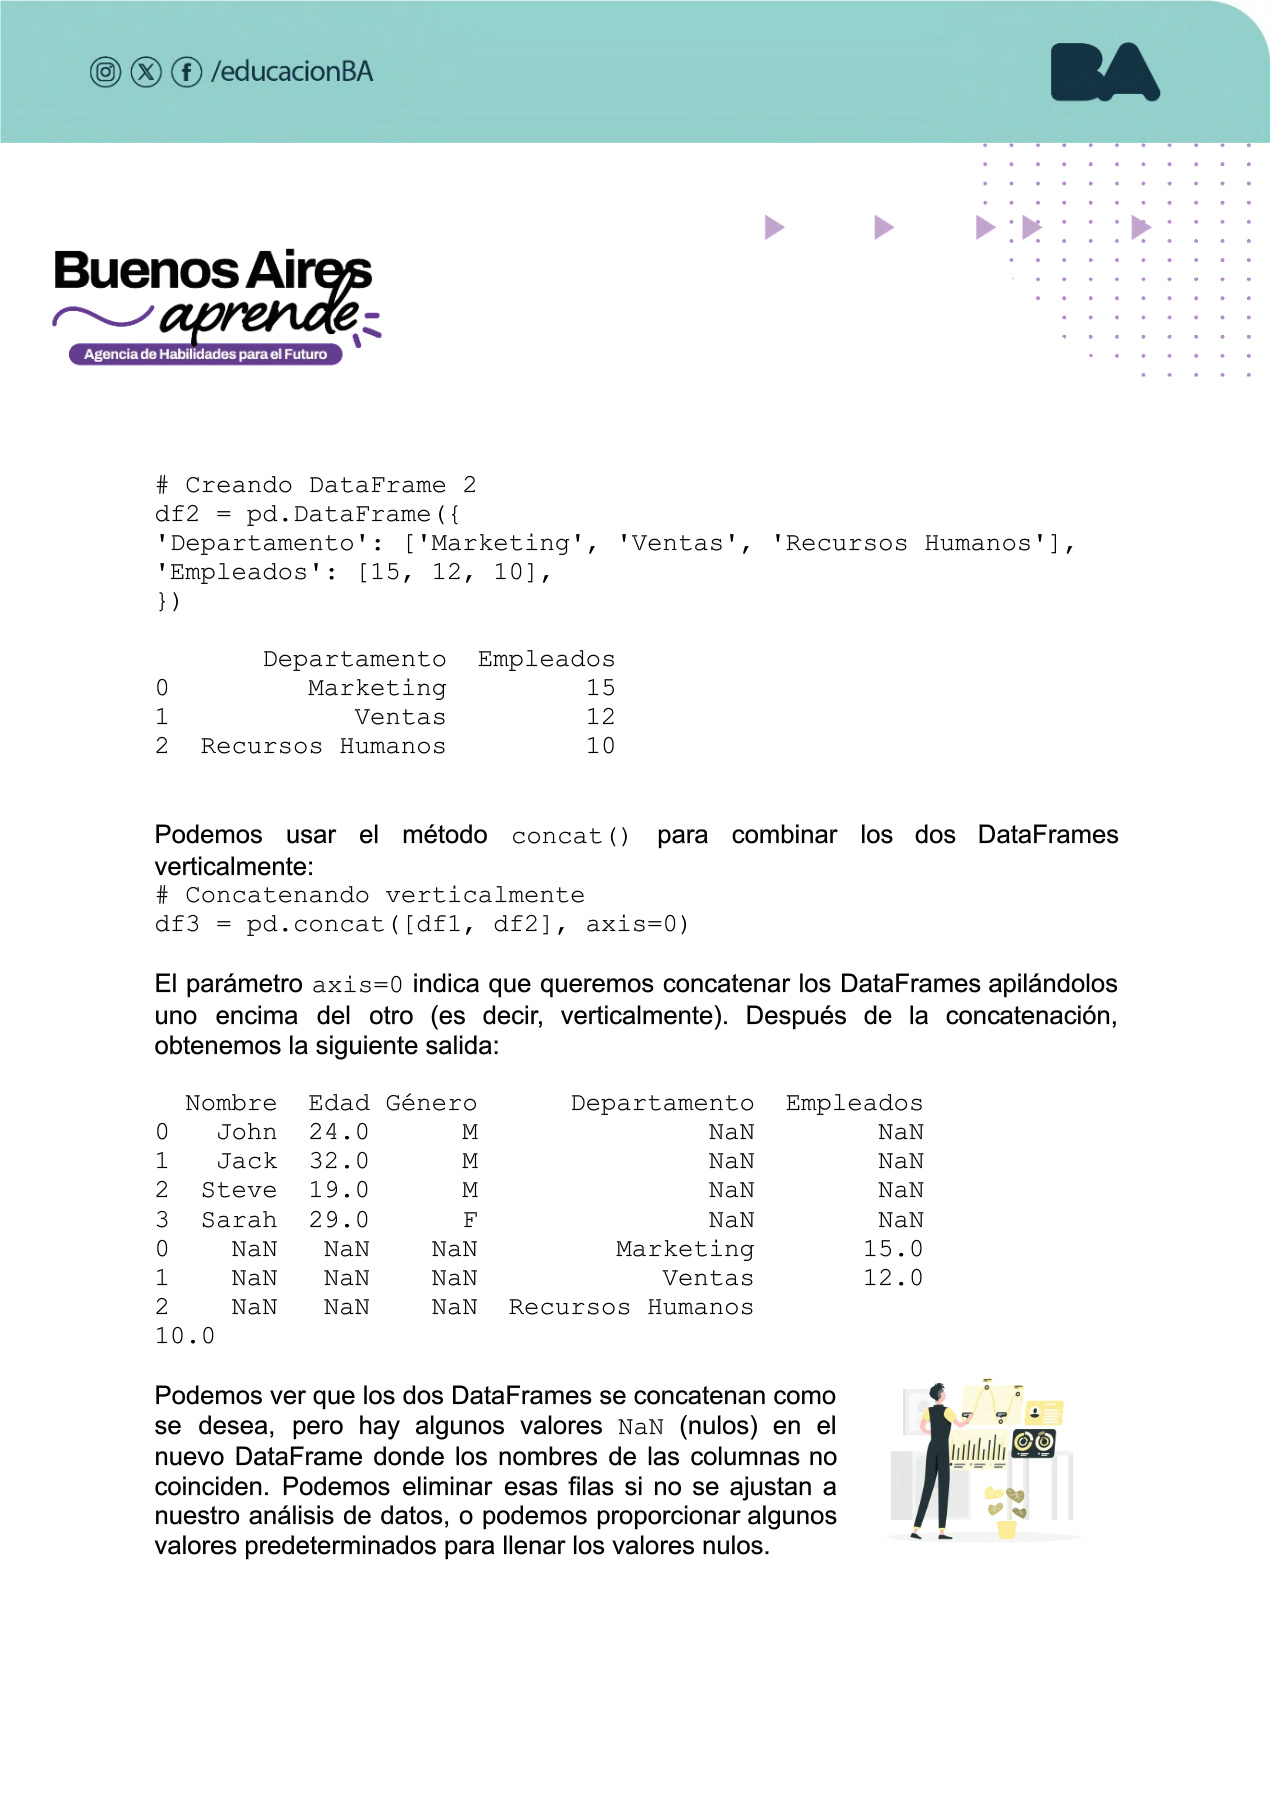 /educacionBA
BA
Buenos Aires
aprende
Agencia de Habilidades para el Futuro
# Creando DataFrame 2
df2 = pd.DataFrame({
'Departamento': ['Marketing', 'Ventas', 'Recursos Humanos'],
'Empleados': [15, 12, 10],
})
Departamento Empleados
0 Marketing 15
1 Ventas 12
2 Recursos Humanos 10
Podemos usar el método concat() para combinar los dos DataFrames
verticalmente:
# Concatenando verticalmente
df3 = pd.concat([df1, df2], axis=0)
El parámetro axis=0 indica que queremos concatenar los DataFrames apilándolos
uno encima del otro (es decir, verticalmente). Después de la concatenación,
obtenemos la siguiente salida:
Nombre Edad Género Departamento Empleados
0 John 24.0 M NaN NaN
1 Jack 32.0 M NaN NaN
2 Steve 19.0 M NaN NaN
3 Sarah 29.0 F NaN NaN
0 NaN NaN NaN Marketing 15.0
1 NaN NaN NaN Ventas 12.0
2 NaN NaN NaN Recursos Humanos
10.0
Podemos ver que los dos DataFrames se concatenan como
se desea, pero hay algunos valores NaN (nulos) en el
nuevo DataFrame donde los nombres de las columnas no
coinciden. Podemos eliminar esas filas si no se ajustan a
nuestro análisis de datos, o podemos proporcionar algunos
valores predeterminados para llenar los valores nulos.